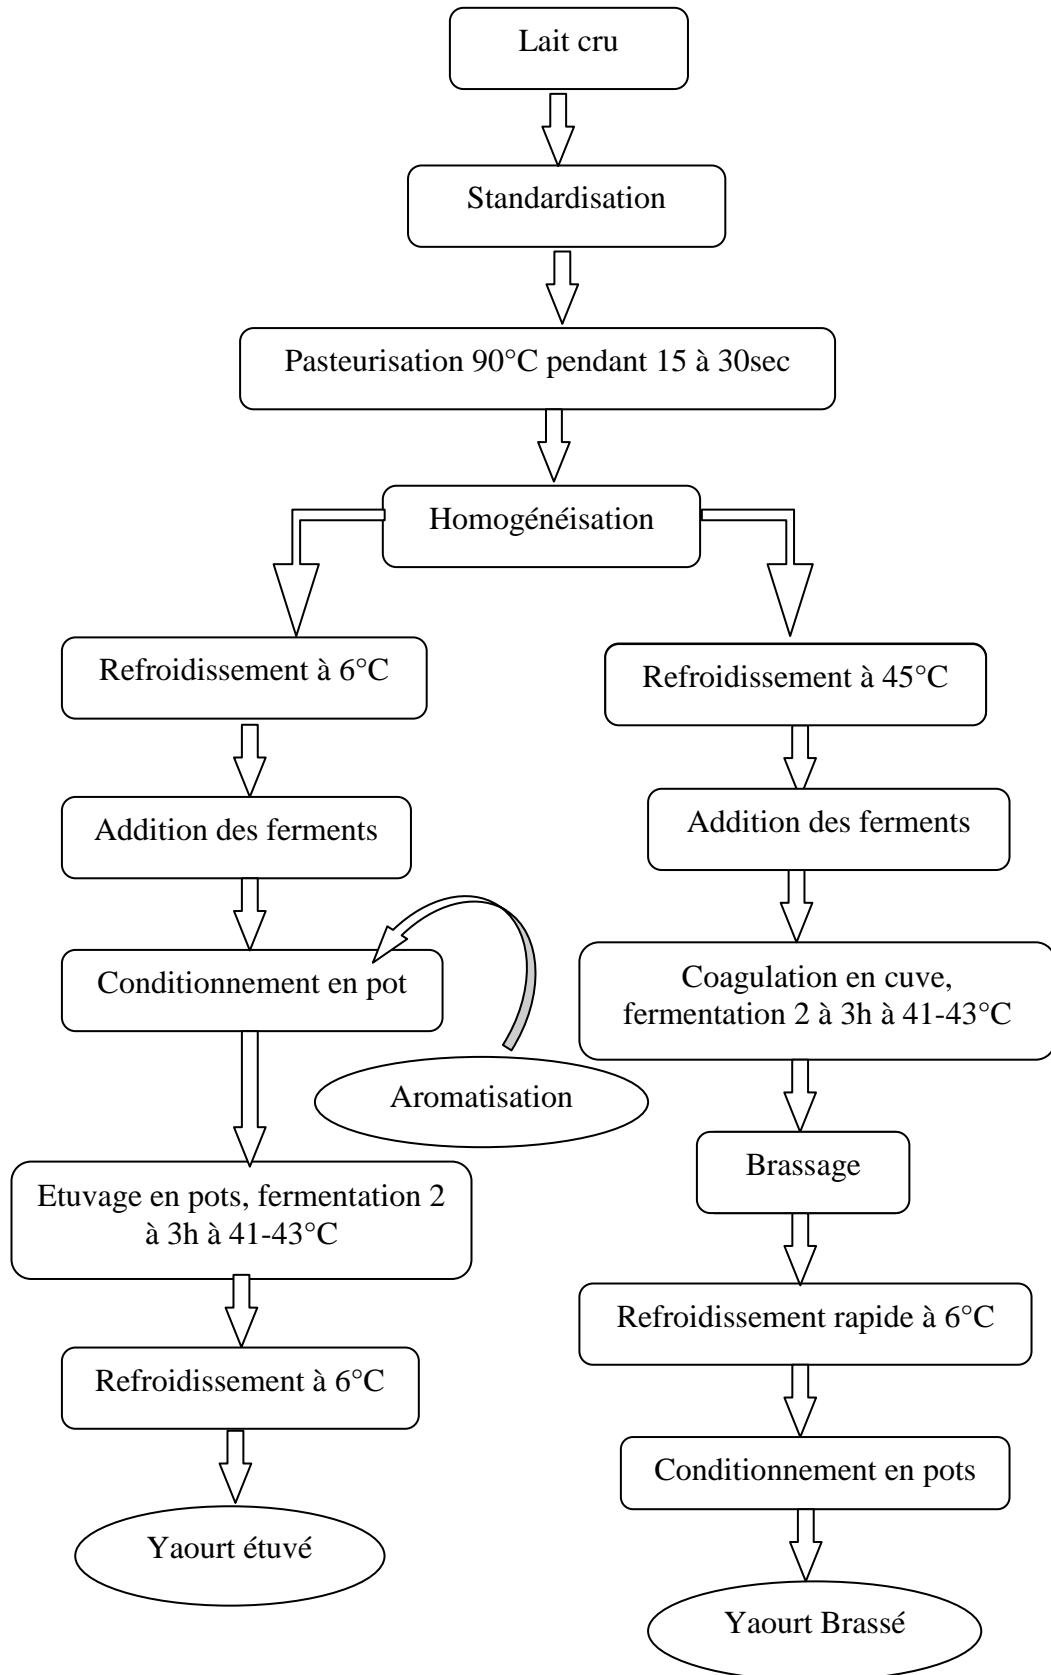 Lait cru
Standardisation
Pasteurisation 90°C pendant 15 à 30sec
Homogénéisation
Refroidissement à 6°C
Addition des ferments
Conditionnement en pot
Aromatisation
Etuvage en pots, fermentation 2
à 3h à 41-43°C
Refroidissement à 6°C
Yaourt étuvé
Refroidissement à 45°C
Addition des ferments
Coagulation en cuve,
fermentation 2 à 3h à 41-43°C
Brassage
Refroidissement rapide à 6°C
Conditionnement en pots
Yaourt Brassé